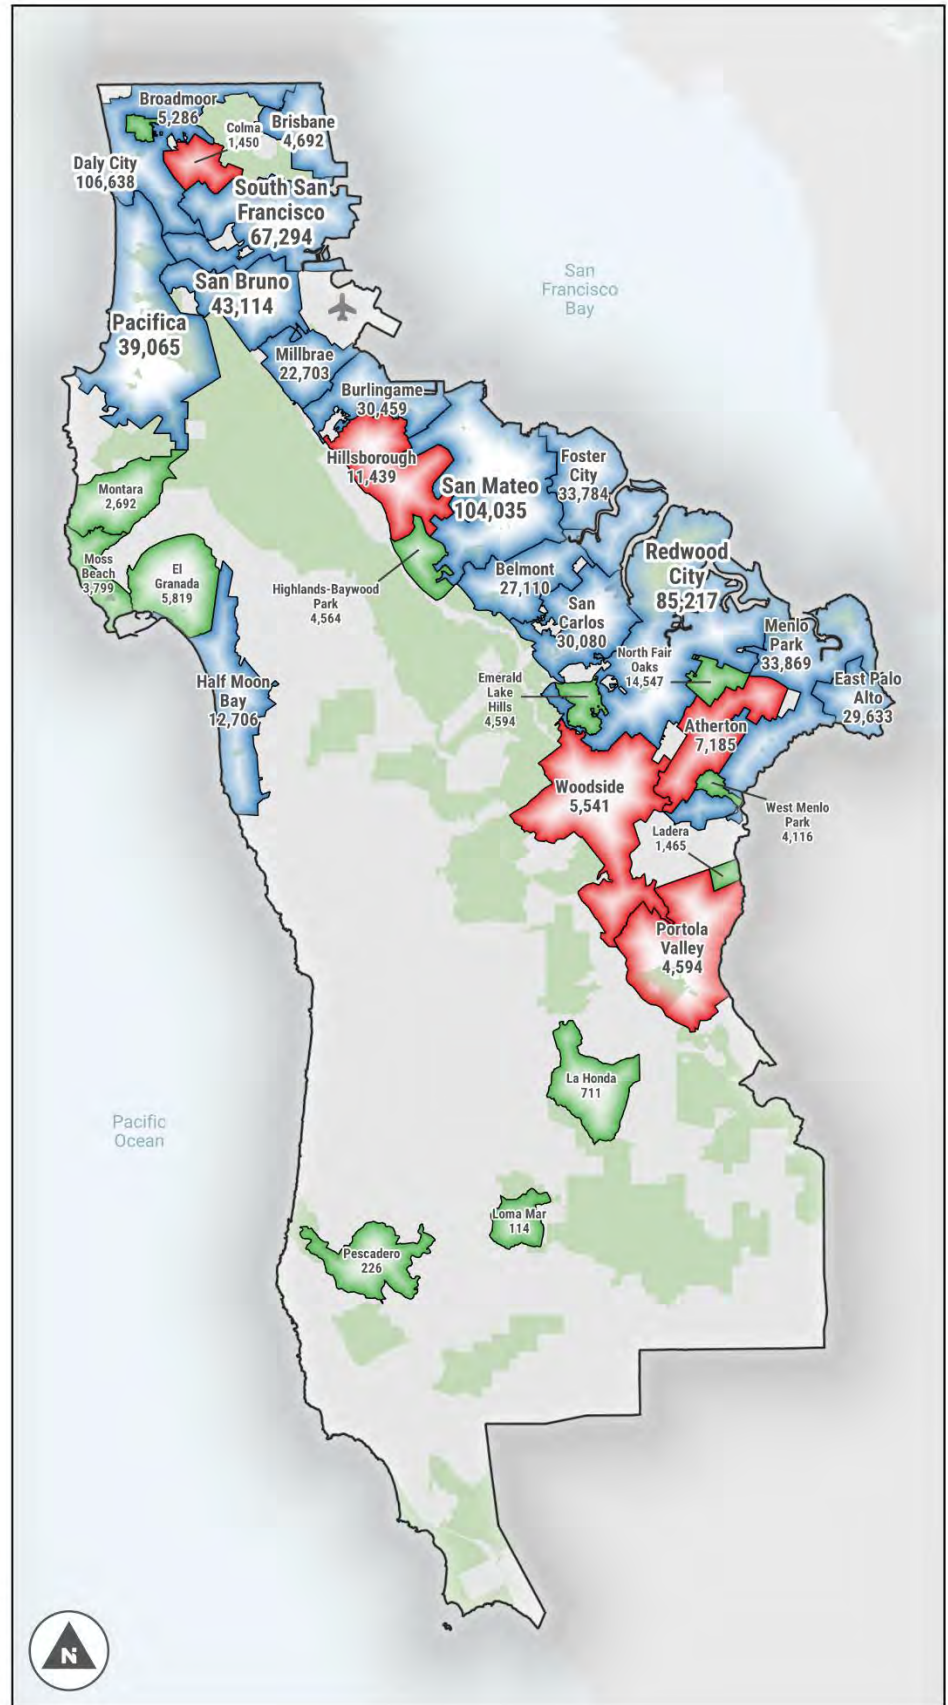 Broadmoor
5,286
Colma
1,450
Brisbane
4,692
Daly City
106,638
South San
Francisco
67,294
San Bruno
43,114
Pacifica
39,065
San
Francisco
Bay
Millbrae
22,703
Burlingame
30,459
Hillsborough
11,439
San Mateo
104,035
Foster
City
33,784
Montara
2,692
Moss
Beach
3,799
El
Granada
5,819
Highlands-Baywood
Park
4,564
Belmont
27,110
San
Carlos
30,080
Redwood
City
85,217
Menlo
Park
33,869
North Fair
Oaks
14,547
East Palo
Alto
29,633
Half Moon
Bay
12,706
Emerald
Lake
Hills
4,594
Atherton
7,185
Woodside
5,541
West Menlo
Park
4,116
Ladera
1,465
Portola
Valley
4,594
La Honda
711
Pacific
Ocean
Loma Mar
114
Pescadero
226
N